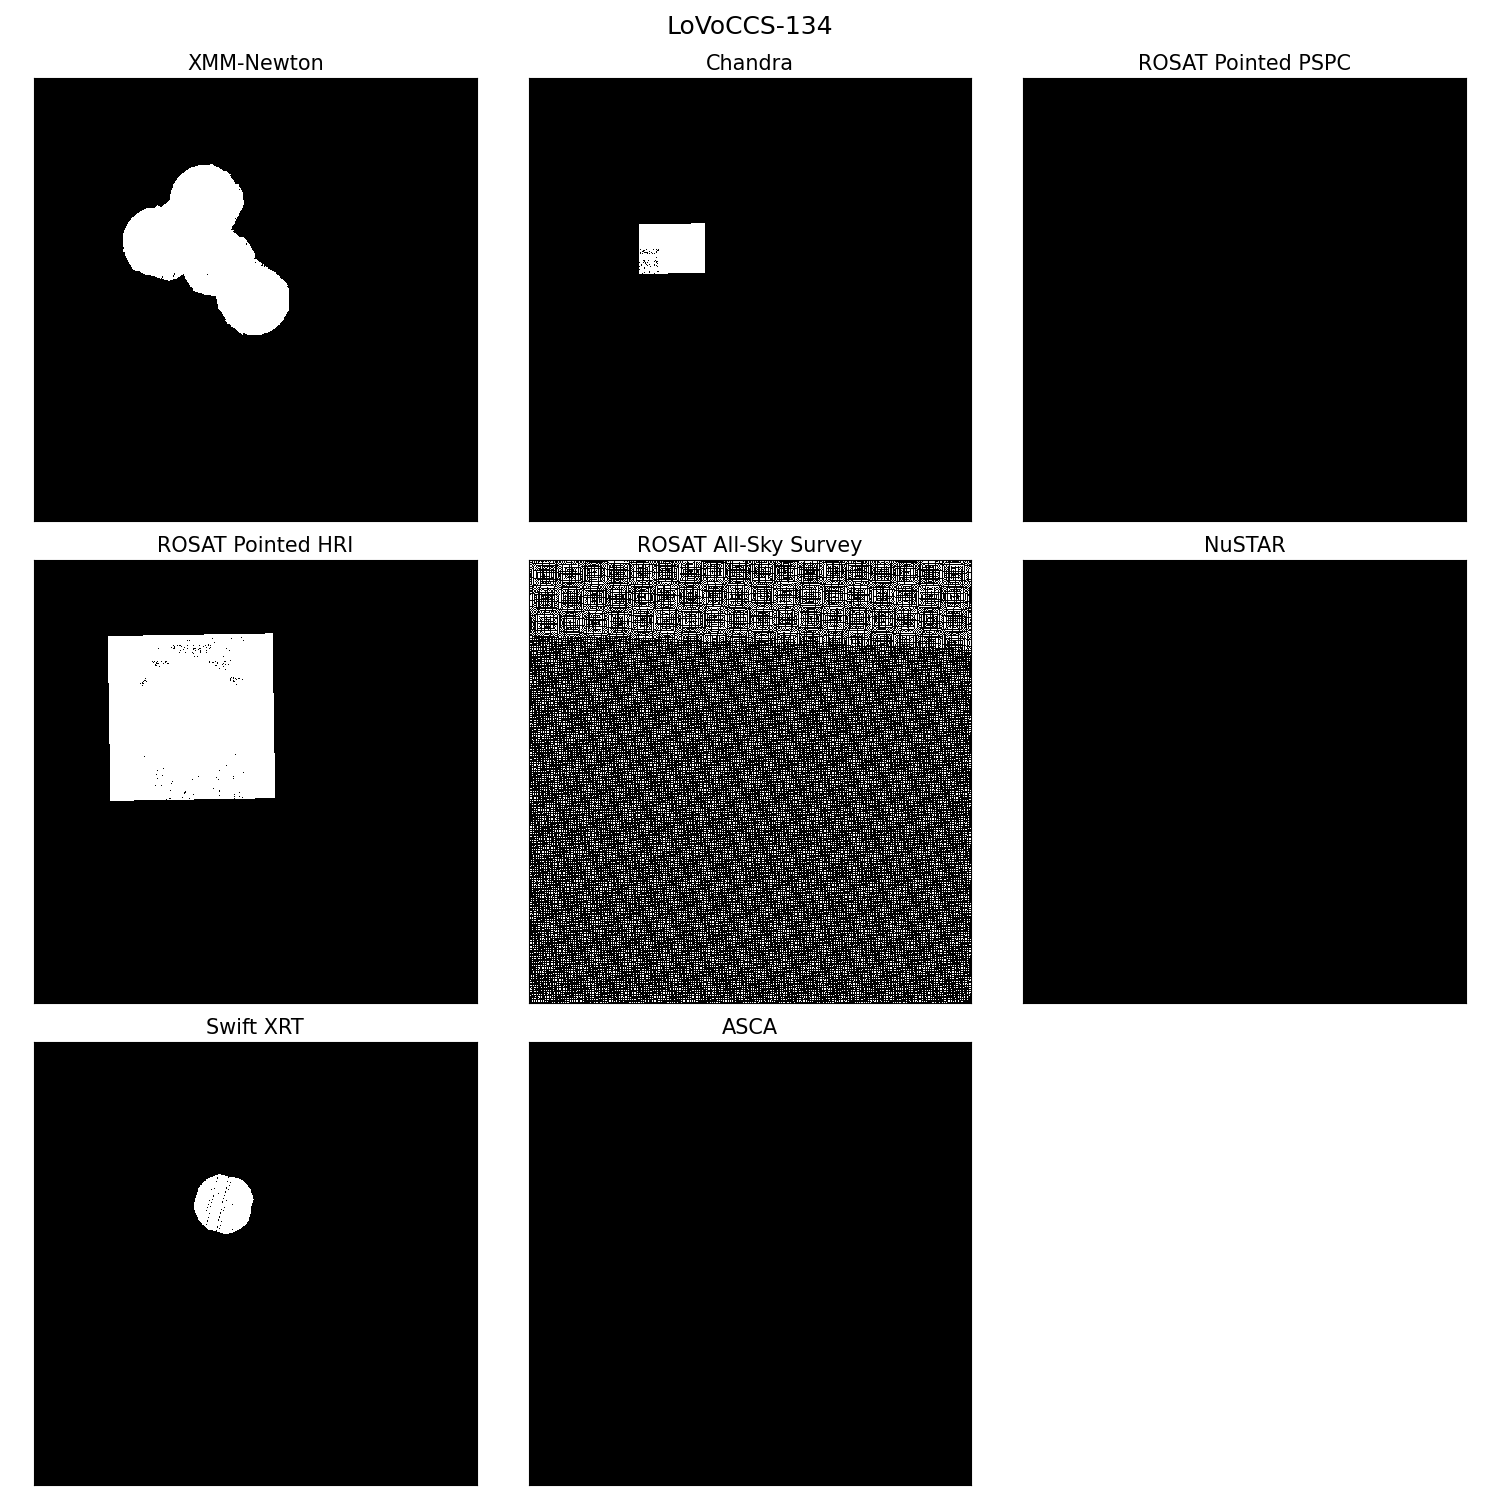 LoVoCCS-134
XMM-Newton
Chandra
ROSAT Pointed PSPC
ROSAT Pointed HRI
ROSAT All-Sky Survey
NuSTAR
Swift XRT
ASCA